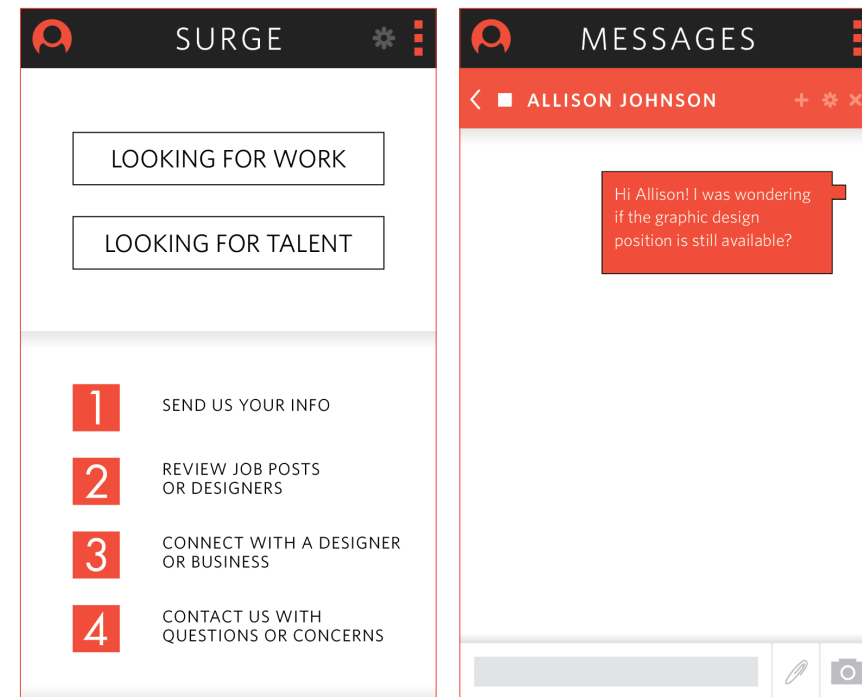 SURGE
LOOKING FOR WORK
LOOKING FOR TALENT
1
SEND US YOUR INFO
2
REVIEW JOB POSTS
OR DESIGNERS
3
CONNECT WITH A DESIGNER
OR BUSINESS
4
CONTACT US WITH
QUESTIONS OR CONCERNS
MESSAGES
ALLISON JOHNSON
Hi Allison! I was wondering
if the graphic design
position is still available?